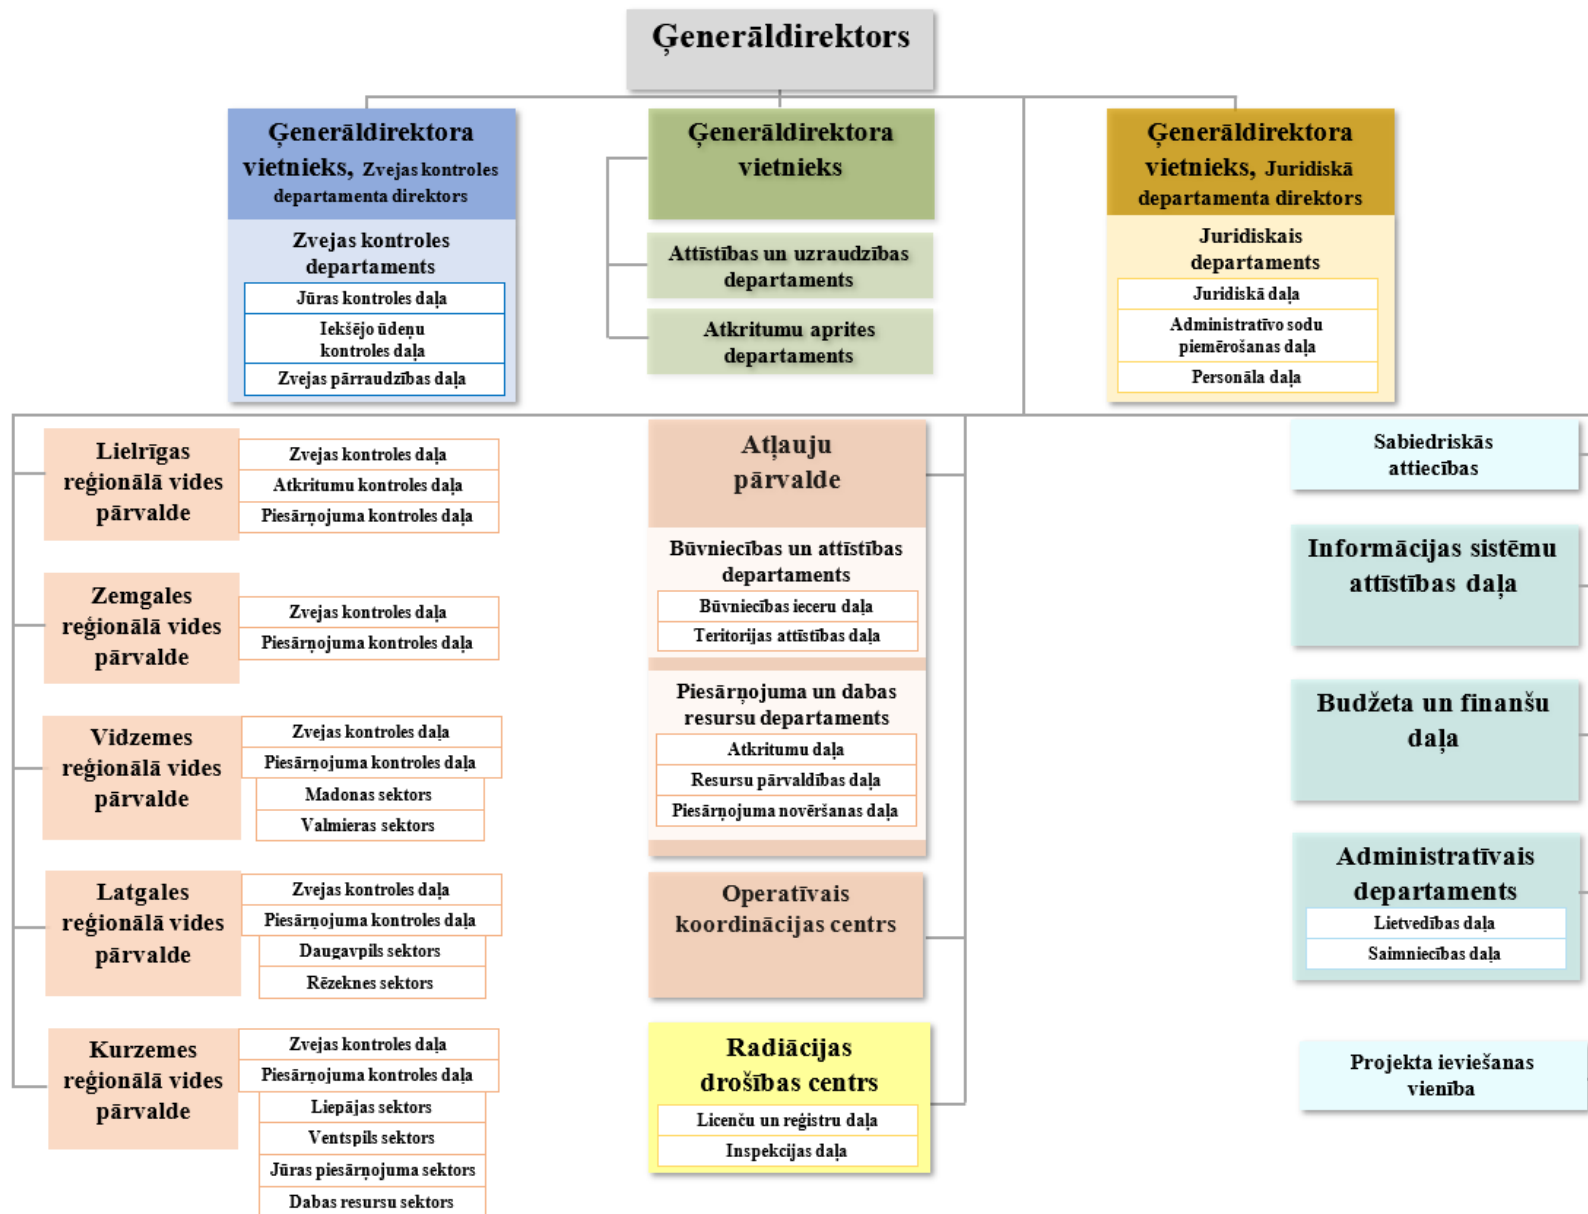 Ģenerāldirektors
Ģenerāldirektora
vietnieks, Zvejas kontroles
departamenta direktors
Zvejas kontroles
departaments
Jūras kontroles daļa
Iekšējo ūdeņu
kontroles daļa
Zvejas pārraudzības daļa
Ģenerāldirektora
vietnieks
Attīstības un uzraudzības
departaments
Atkritumu aprites
departaments
Ģenerāldirektora
vietnieks, Juridiskā
departamenta direktors
Juridiskais
departaments
Juridiskā daļa
Administratīvo sodu
piemērošanas daļa
Personāla daļa
Lielrīgas
reģionālā vides
pārvalde
Zvejas kontroles daļa
Atkritumu kontroles daļa
Piesārņojuma kontroles daļa
Zemgales
reģionālā vides
pārvalde
Zvejas kontroles daļa
Piesārņojuma kontroles daļa
Vidzemes
reģionālā vides
pārvalde
Zvejas kontroles daļa
Piesārņojuma kontroles daļa
Madonas sektors
Valmieras sektors
Latgales
reģionālā vides
pārvalde
Zvejas kontroles daļa
Piesārņojuma kontroles daļa
Daugavpils sektors
Rēzeknes sektors
Kurzemes
reģionālā vides
pārvalde
Zvejas kontroles daļa
Piesārņojuma kontroles daļa
Liepājas sektors
Ventspils sektors
Jūras piesārņojuma sektors
Dabas resursu sektors
Atļauju
pārvalde
Būvniecības un attīstības
departaments
Būvniecības ieceru daļa
Teritorijas attīstības daļa
Piesārņojuma un dabas
resursu departaments
Atkritumu daļa
Resursu pārvaldības daļa
Piesārņojuma novēršanas daļa
Operatīvais
koordinācijas centrs
Radiācijas
drošības centrs
Licenču un reģistru daļa
Inspekcijas daļa
Sabiedriskās
attiecības
Informācijas sistēmu
attīstības daļa
Budžeta un finanšu
daļa
Administratīvais
departaments
Lietvedības daļa
Saimniecības daļa
Projekta ieviešanas
vienība